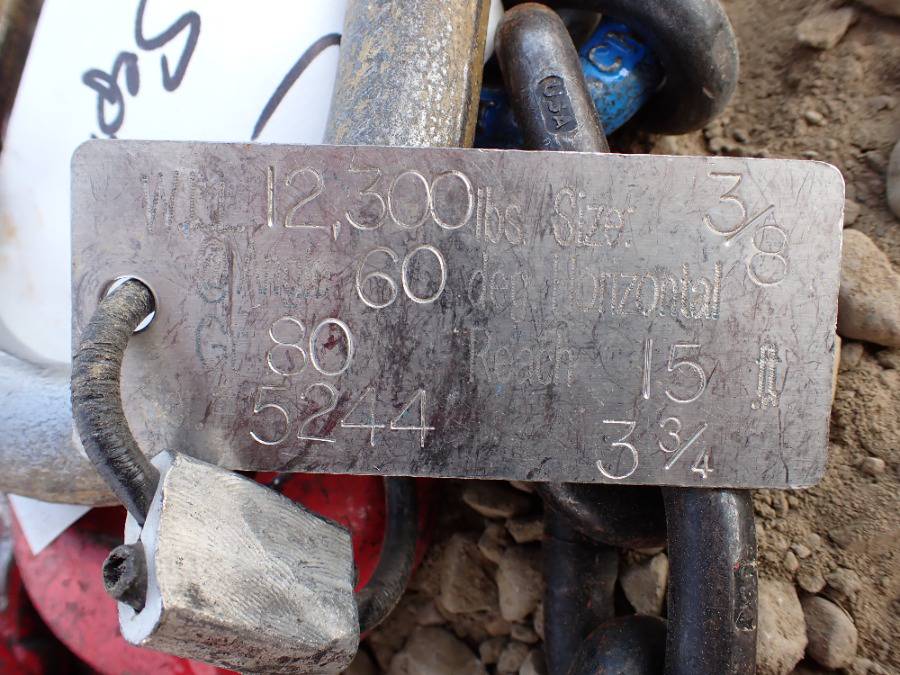 USA
W.L.L. 12,300 lbs. Size: 3/8
@ Angle 60 deg. Horizontal
Gr. 80 Reach 15 ft
5244 3 3/4